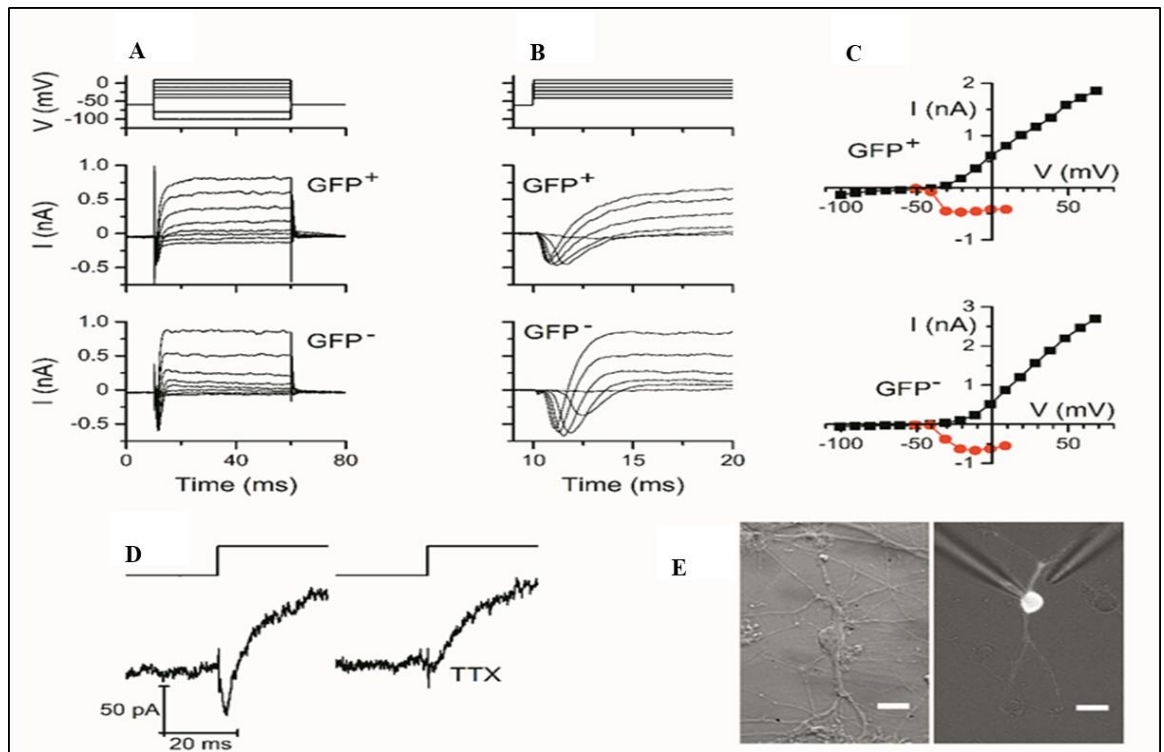 A
B
C
V (mV)
0
-50
-100
I (nA)
1.0
0.5
0
-0.5
GFP+
GFP+
I (nA)
1.0
0.5
0
-0.5
GFP-
GFP-
0
40
80
Time (ms)
10
15
20
Time (ms)
2
I (nA)
1
GFP+
V (mV)
-100
-50
50
-1
3
I (nA)
2
1
GFP-
V (mV)
-100
-50
50
-1
D
50 pA
20 ms
TTX
E